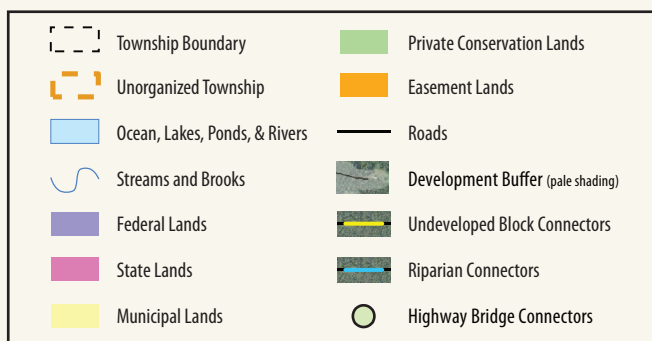 Township Boundary
Unorganized Township
Ocean, Lakes, Ponds, & Rivers
Streams and Brooks
Federal Lands
State Lands
Municipal Lands
Private Conservation Lands
Easement Lands
Roads
Development Buffer (pale shading)
Undeveloped Block Connectors
Riparian Connectors
Highway Bridge Connectors